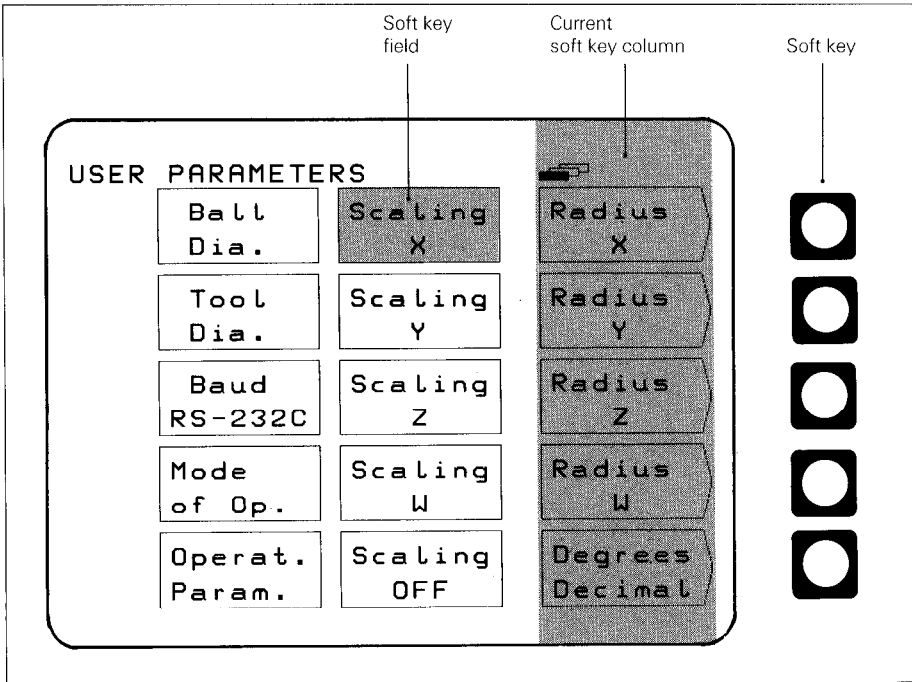 Soft key
field
Current
soft key column
Soft key
USER PARAMETERS
Ball
Dia.
Scaling
X
Radius
X
Tool
Dia.
Scaling
Y
Radius
Y
Baud
RS-232C
Scaling
Z
Radius
Z
Mode
of Op.
Scaling
W
Radius
W
Operat.
Param.
Scaling
OFF
Degrees
Decimal